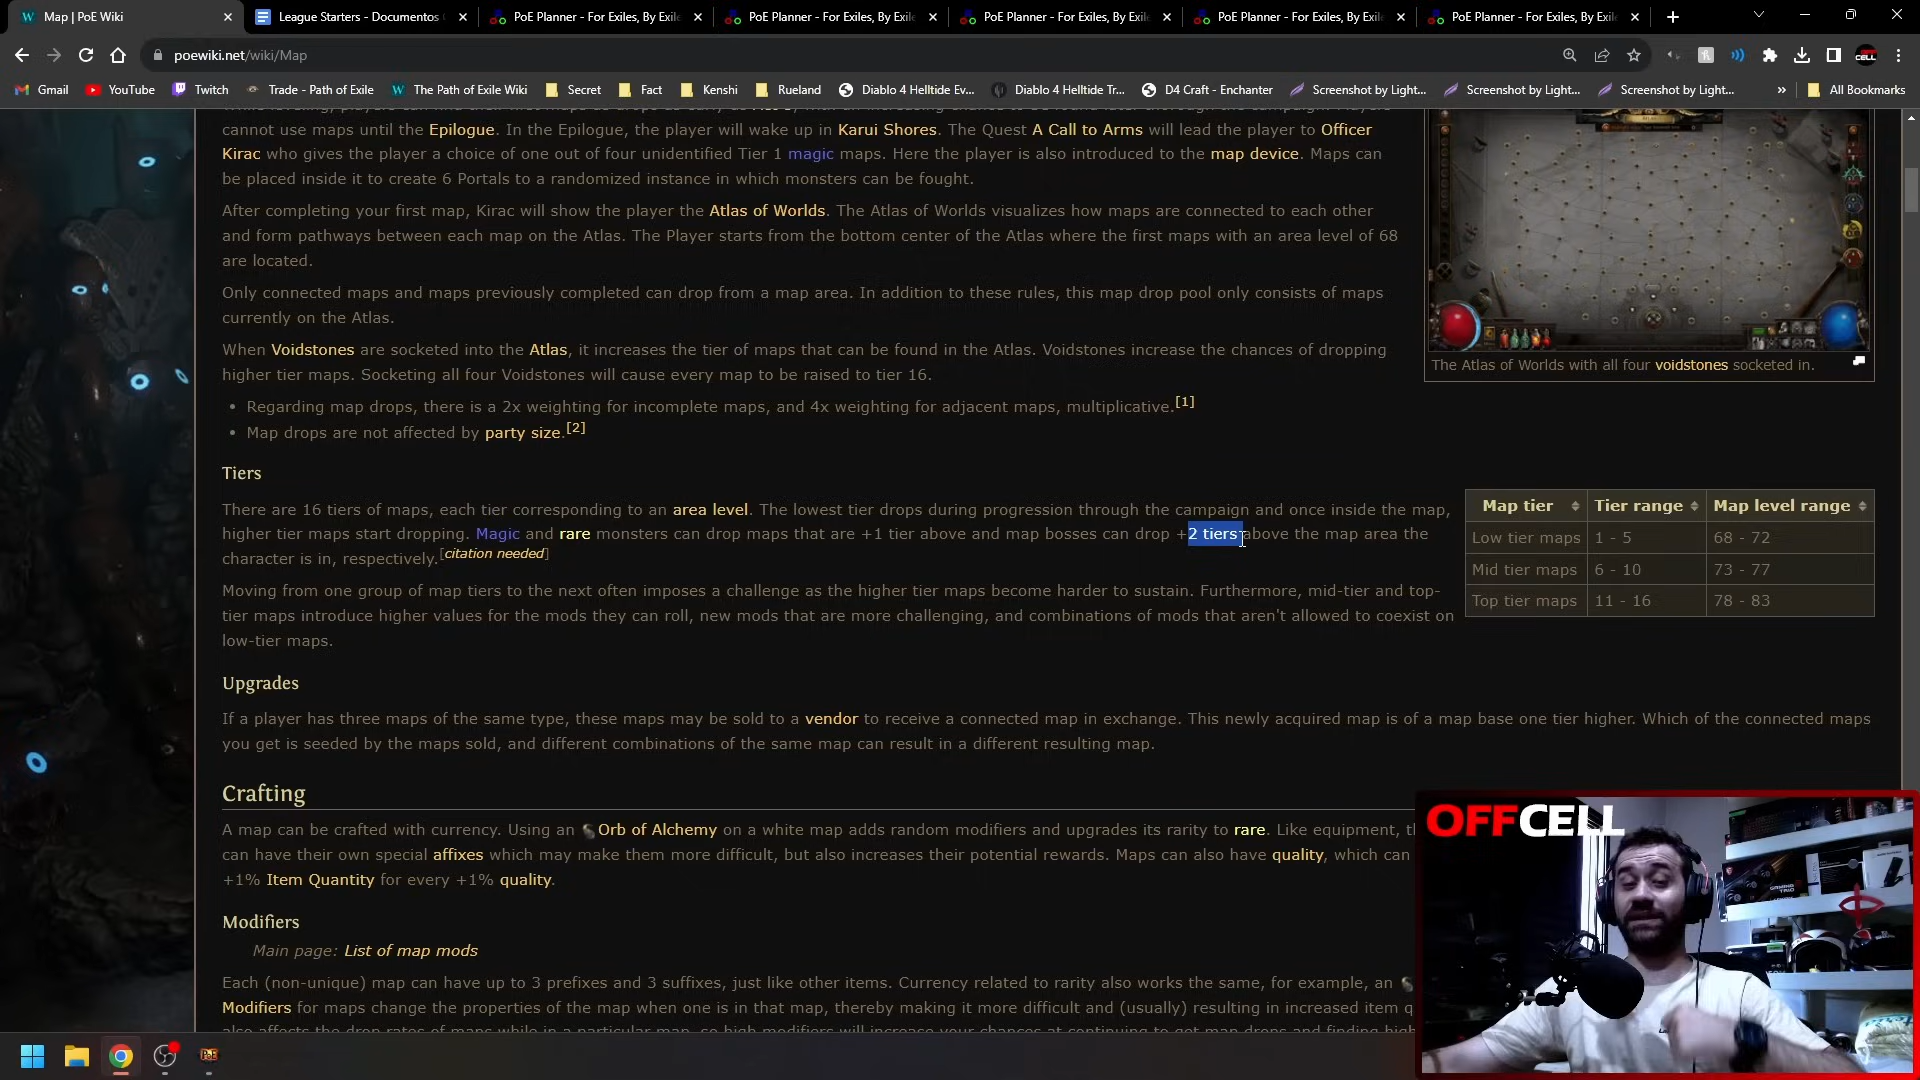 Map | PoE Wiki
League Starters - Documentos
PoE Planner - For Exiles, By Exile
PoE Planner - For Exiles, By Exile
PoE Planner - For Exiles, By Exile
PoE Planner - For Exiles, By Exile
PoE Planner - For Exiles, By Exile
poewiki.net/wiki/Map
Gmail
YouTube
Twitch
Trade - Path of Exile
The Path of Exile Wiki
Secret
Fact
Kenshi
Rueland
Diablo 4 Helltide Ev...
Diablo 4 Helltide Tr...
D4 Craft - Enchanter
Screenshot by Light...
Screenshot by Light...
Screenshot by Light...
»
All Bookmarks
cannot use maps until the Epilogue. In the Epilogue, the player will wake up in Karui Shores. The Quest A Call to Arms will lead the player to Officer
Kirac who gives the player a choice of one out of four unidentified Tier 1 magic maps. Here the player is also introduced to the map device. Maps can
be placed inside it to create 6 Portals to a randomized instance in which monsters can be fought.
After completing your first map, Kirac will show the player the Atlas of Worlds. The Atlas of Worlds visualizes how maps are connected to each other
and form pathways between each map on the Atlas. The Player starts from the bottom center of the Atlas where the first maps with an area level of 68
are located.
Only connected maps and maps previously completed can drop from a map area. In addition to these rules, this map drop pool only consists of maps
currently on the Atlas.
When Voidstones are socketed into the Atlas, it increases the tier of maps that can be found in the Atlas. Voidstones increase the chances of dropping
higher tier maps. Socketing all four Voidstones will cause every map to be raised to tier 16.
The Atlas of Worlds with all four voidstones socketed in.
• Regarding map drops, there is a 2x weighting for incomplete maps, and 4x weighting for adjacent maps, multiplicative.[1]
• Map drops are not affected by party size.[2]
Tiers
There are 16 tiers of maps, each tier corresponding to an area level. The lowest tier drops during progression through the campaign and once inside the map,
higher tier maps start dropping. Magic and rare monsters can drop maps that are +1 tier above and map bosses can drop +2 tiers above the map area the
character is in, respectively.[citation needed]
Map tier Tier range Map level range
Low tier maps 1 - 5 68 - 72
Mid tier maps 6 - 10 73 - 77
Top tier maps 11 - 16 78 - 83
Moving from one group of map tiers to the next often imposes a challenge as the higher tier maps become harder to sustain. Furthermore, mid-tier and top-
tier maps introduce higher values for the mods they can roll, new mods that are more challenging, and combinations of mods that aren't allowed to coexist on
low-tier maps.
Upgrades
If a player has three maps of the same type, these maps may be sold to a vendor to receive a connected map in exchange. This newly acquired map is of a map base one tier higher. Which of the connected maps
you get is seeded by the maps sold, and different combinations of the same map can result in a different resulting map.
Crafting
A map can be crafted with currency. Using an Orb of Alchemy on a white map adds random modifiers and upgrades its rarity to rare. Like equipment,
can have their own special affixes which may make them more difficult, but also increases their potential rewards. Maps can also have quality, which can
+1% Item Quantity for every +1% quality.
Modifiers
Main page: List of map mods
Each (non-unique) map can have up to 3 prefixes and 3 suffixes, just like other items. Currency related to rarity also works the same, for example, an
Modifiers for maps change the properties of the map when one is in that map, thereby making it more difficult and (usually) resulting in increased item
also affects the drop rates of maps while in a particular map, so high modifiers will increase your chances at continuing to get map drops and finding
OFFCELL